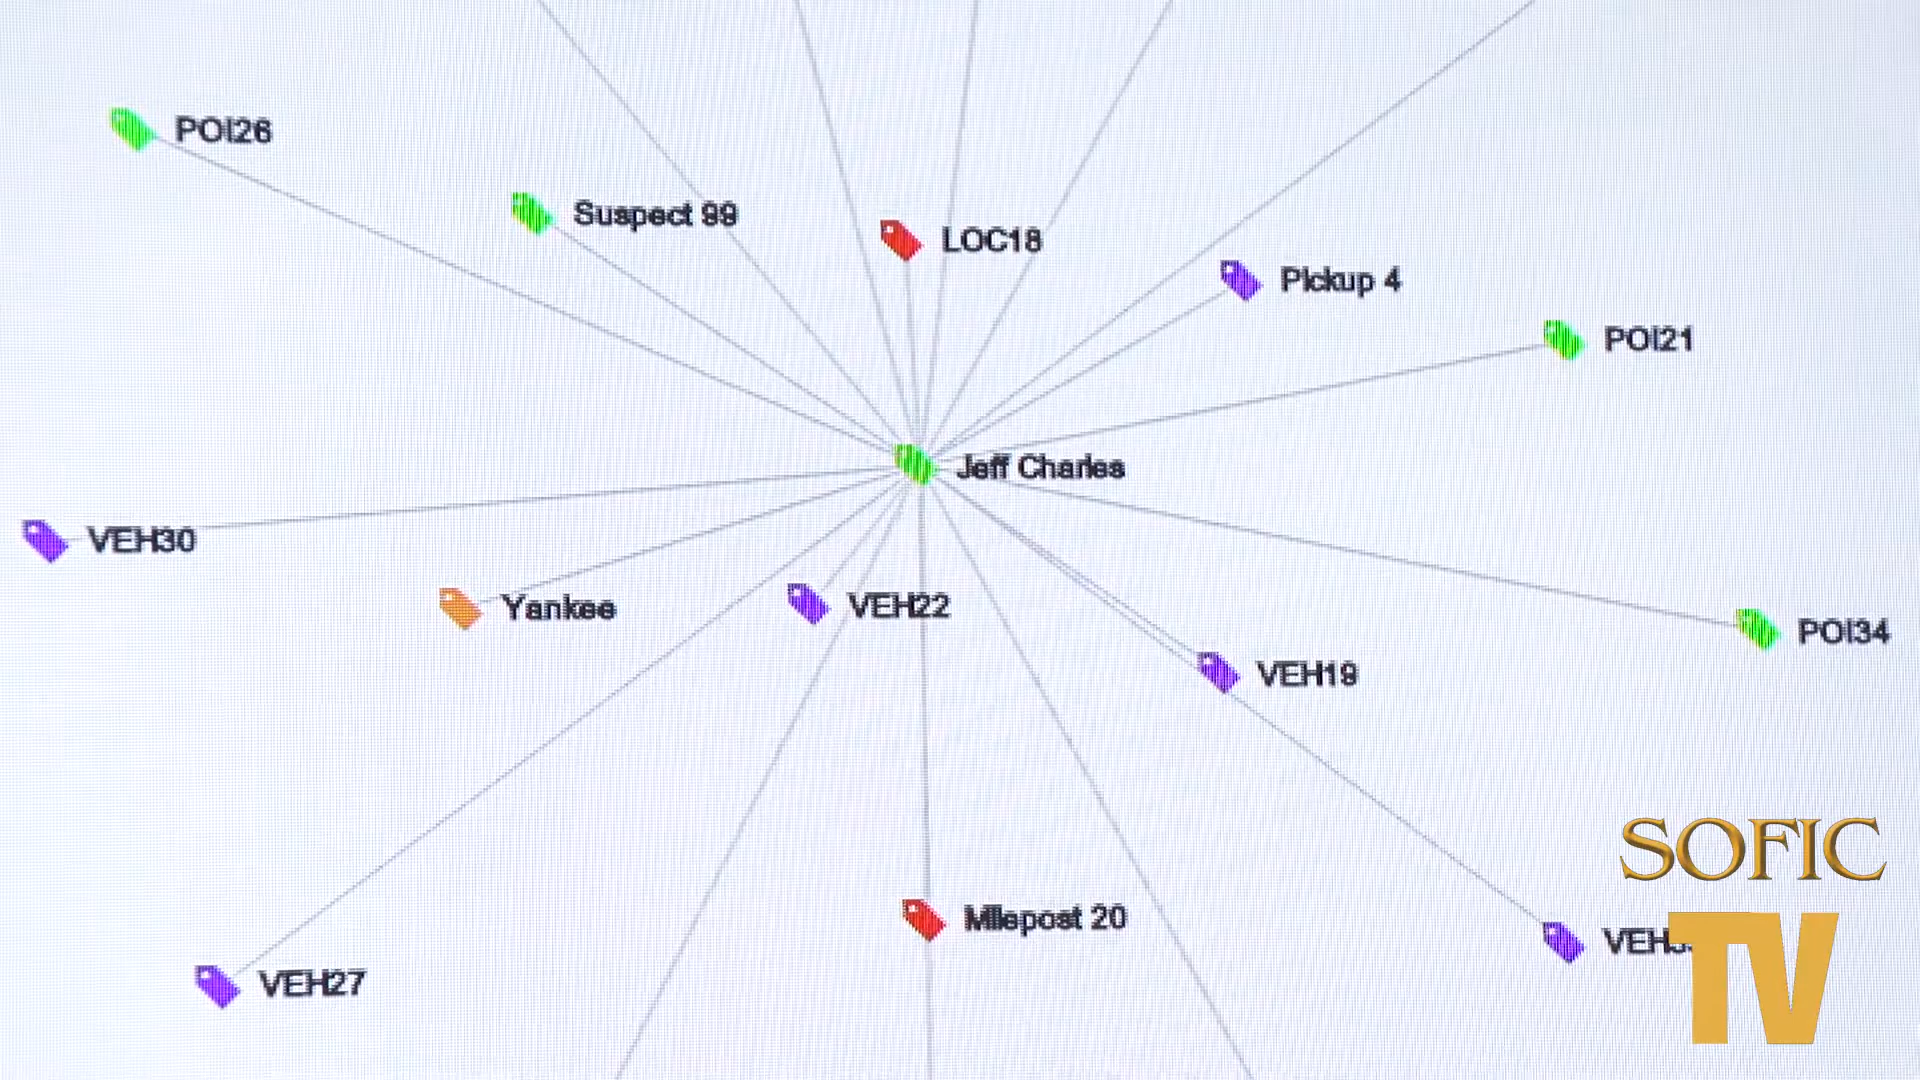 POI26
Suspect 99
LOC18
Pickup 4
POI21
Jeff Charles
VEH30
Yankee
VEH22
POI34
VEH19
SOFIC
TV
Milepost 20
VEH27